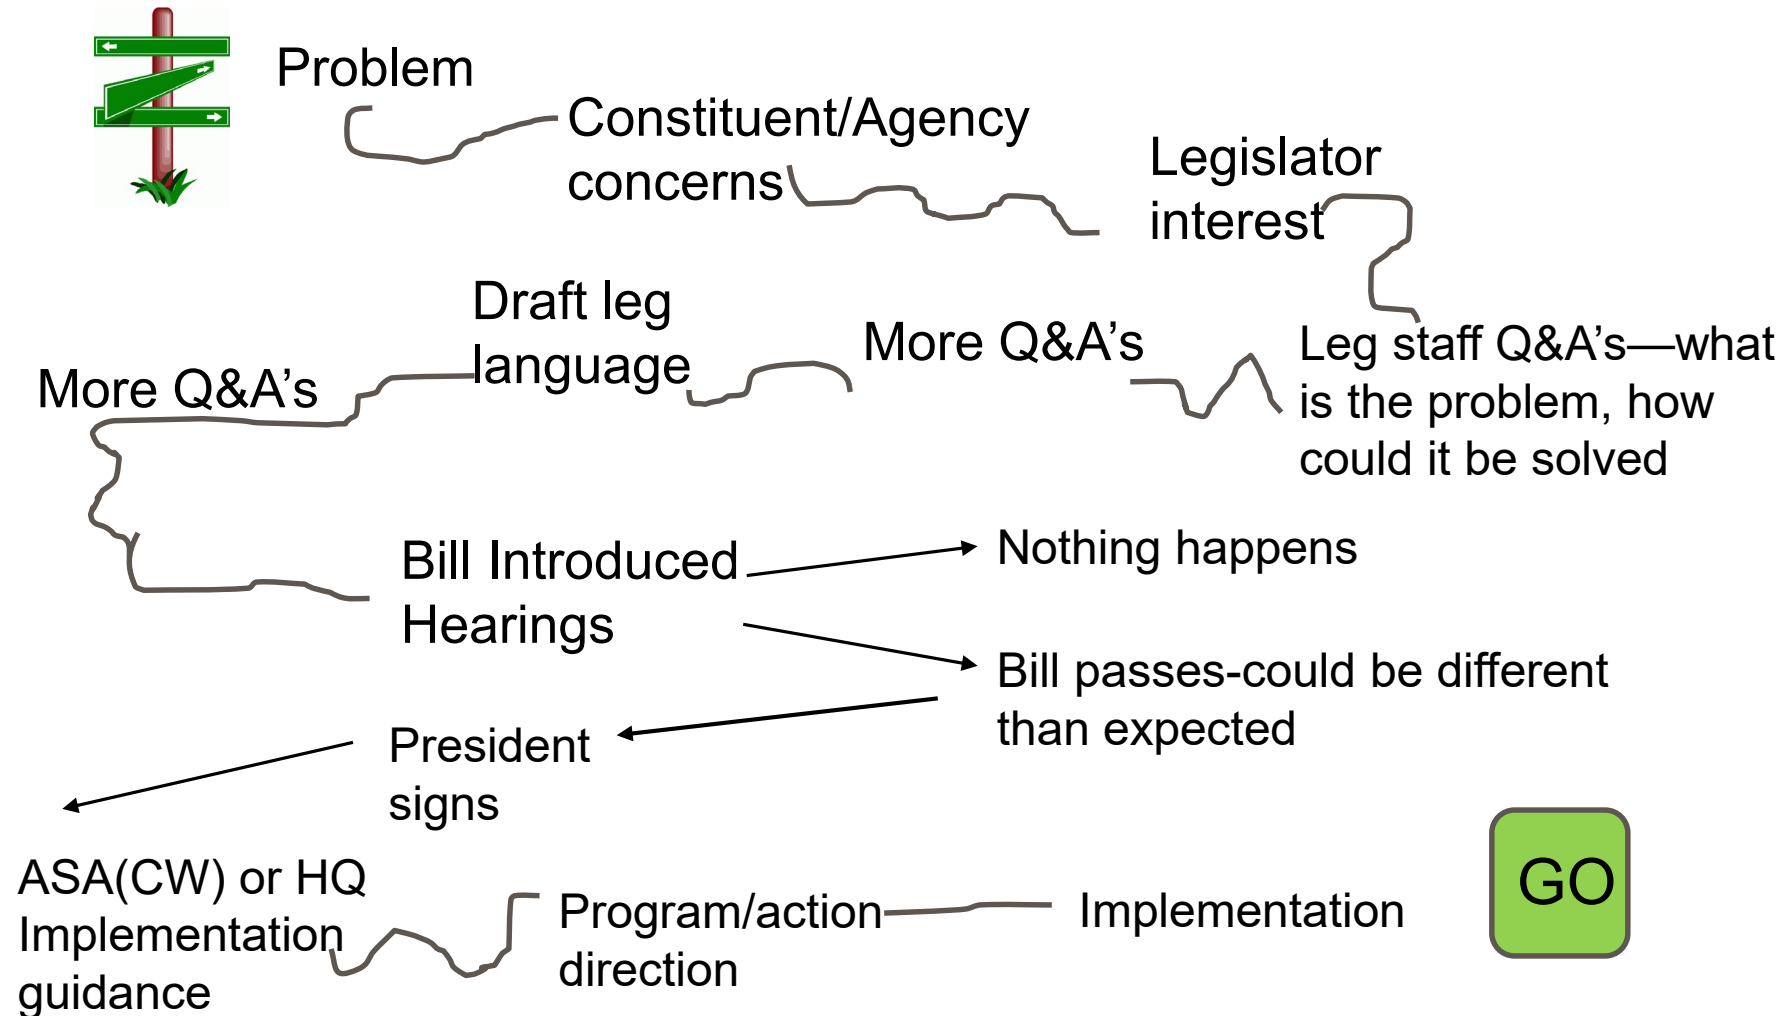 Problem
Constituent/Agency
concerns
Legislator
interest
Leg staff Q&A’s—what
is the problem, how
could it be solved
More Q&A’s
Draft leg
language
More Q&A’s
Bill Introduced
Hearings
Nothing happens
Bill passes-could be different
than expected
President
signs
ASA(CW) or HQ
Implementation
guidance
Program/action
direction
Implementation
GO